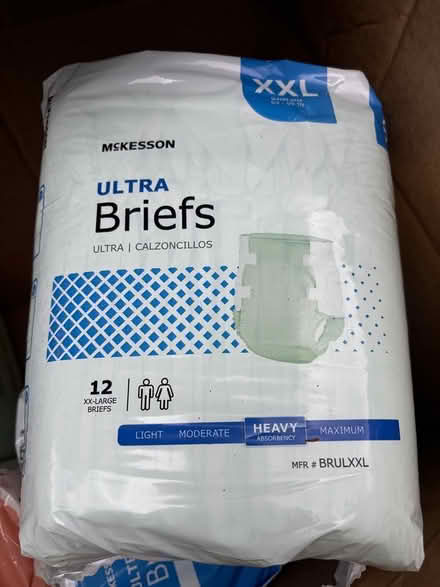 XXL
McKESSON
ULTRA
Briefs
ULTRA | CALZONCILLOS
12
XX-LARGE
BRIEFS
LIGHT MODERATE HEAVY MAXIMUM
ABSORBENCY
MFR # BRULXXL